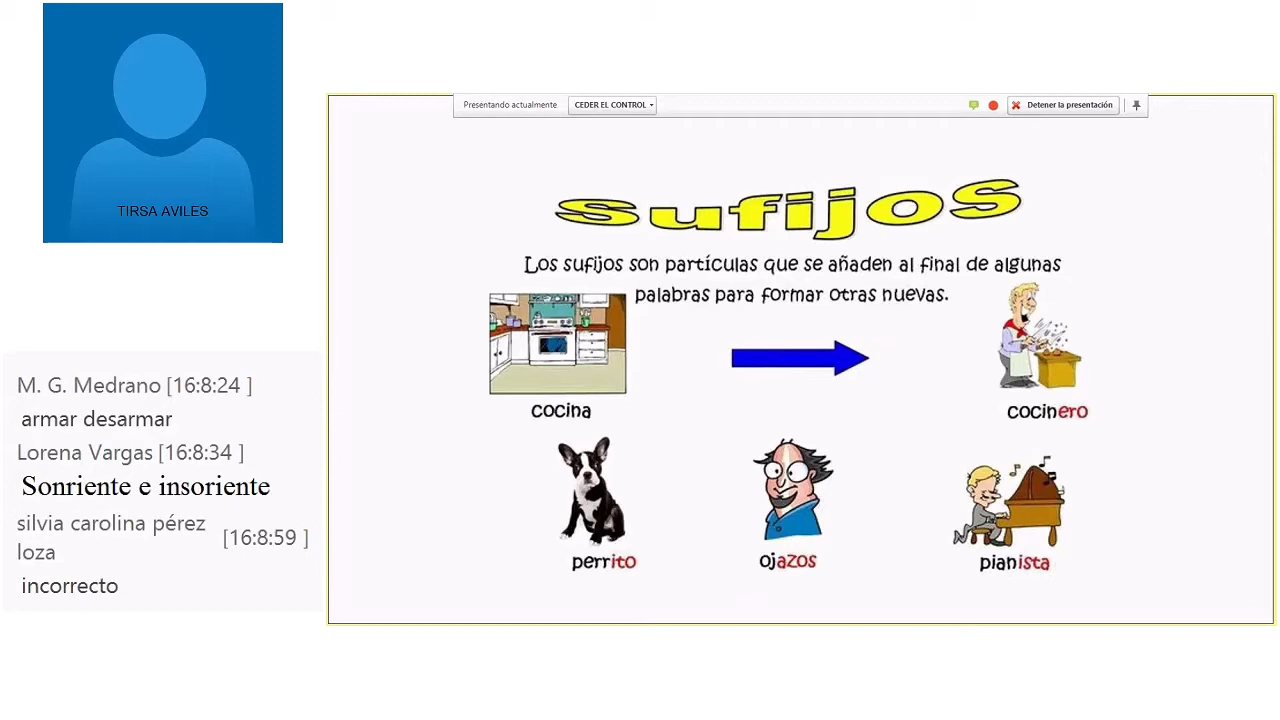 TIRSA AVILES
M. G. Medrano [16:8:24 ]
armar desarmar
Lorena Vargas [16:8:34 ]
Sonriente e insoriente
silvia carolina pérez
loza
[16:8:59 ]
incorrecto
Presentando actualmente
CEDER EL CONTROL
Detener la presentación
Sufijos
Los sufijos son partículas que se añaden al final de algunas
palabras para formar otras nuevas.
cocina
cocinero
perrito
ojazos
pianista